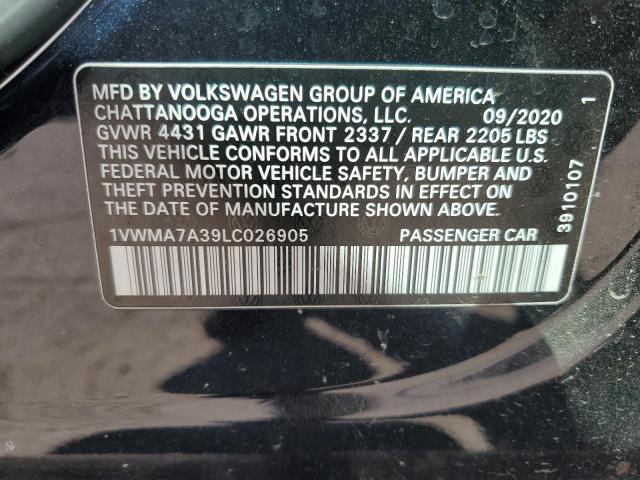 MFD BY VOLKSWAGEN GROUP OF AMERICA
CHATTANOOGA OPERATIONS, LLC. 09/2020
GVWR 4431 GAWR FRONT 2337 / REAR 2205 LBS
THIS VEHICLE CONFORMS TO ALL APPLICABLE U.S.
FEDERAL MOTOR VEHICLE SAFETY, BUMPER AND
THEFT PREVENTION STANDARDS IN EFFECT ON
THE DATE OF MANUFACTURE SHOWN ABOVE.
1VWMA7A39LC026905 PASSENGER CAR
3910107 1